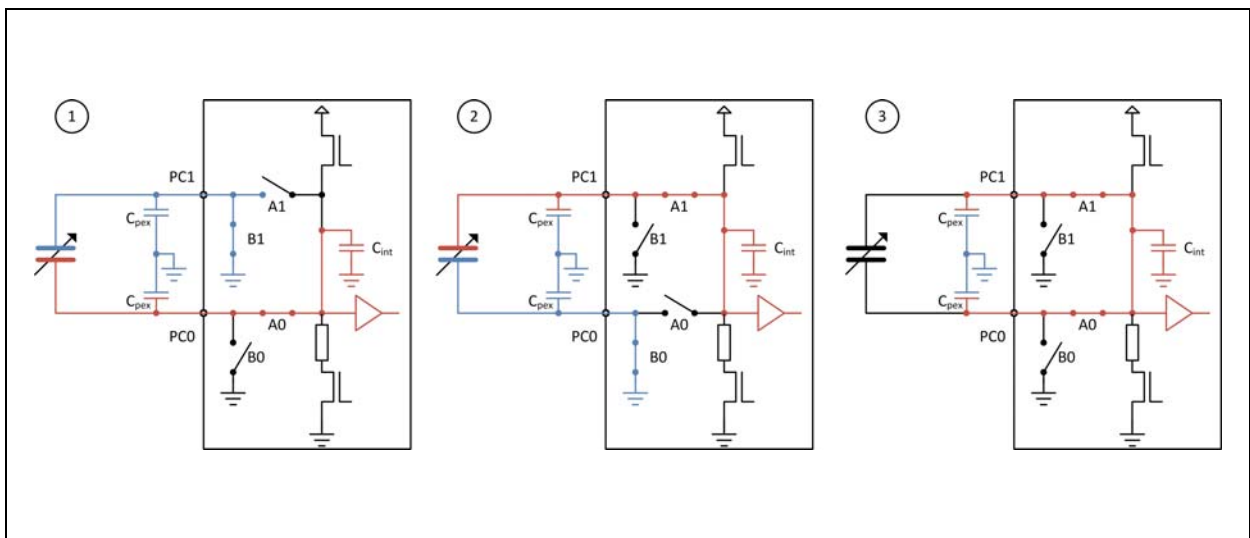 1
PC1
A1
Cpex
B1
Cint
Cpex
A0
PC0
B0
2
PC1
A1
Cpex
B1
Cint
Cpex
A0
PC0
B0
3
PC1
A1
Cpex
B1
Cint
Cpex
A0
PC0
B0